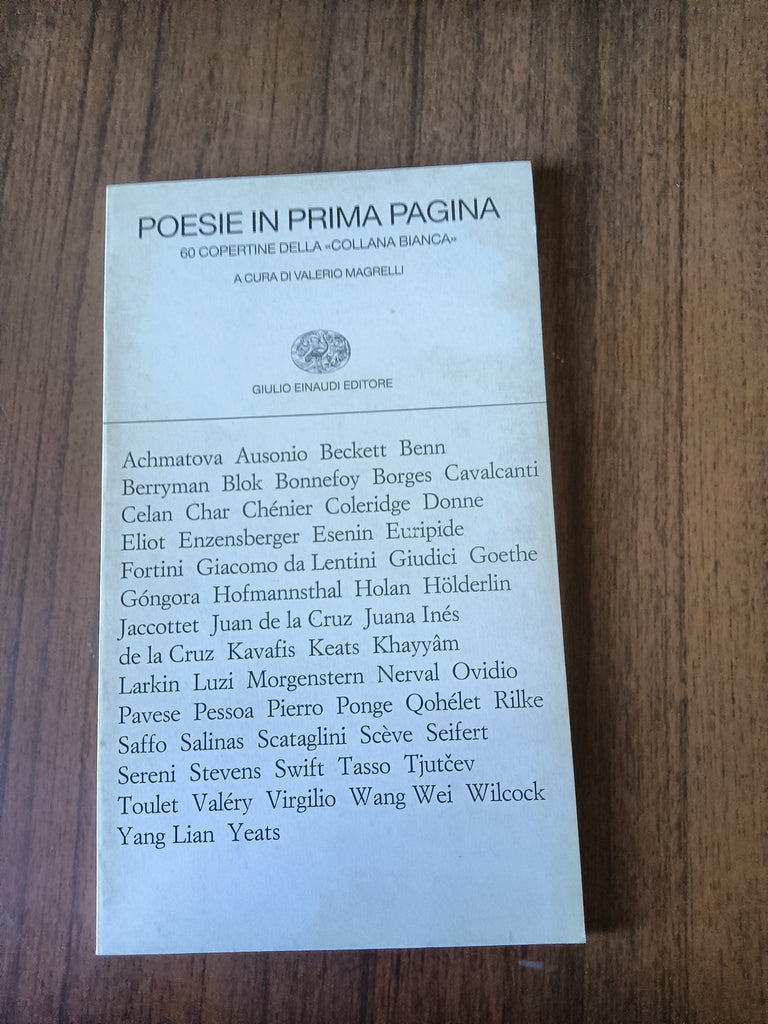 POESIE IN PRIMA PAGINA
60 COPERTINE DELLA «COLLANA BIANCA»
A CURA DI VALERIO MAGRELLI
GIULIO EINAUDI EDITORE
Achmatova Ausonio Beckett Benn
Berryman Blok Bonnefoy Borges Cavalcanti
Celan Char Chénier Coleridge Donne
Eliot Enzensberger Esenin Euripide
Fortini Giacomo da Lentini Giudici Goethe
Góngora Hofmannsthal Holan Hölderlin
Jaccottet Juan de la Cruz Juana Inés
de la Cruz Kavafis Keats Khayyâm
Larkin Luzi Morgenstern Nerval Ovidio
Pavese Pessoa Pierro Ponge Qohélet Rilke
Saffo Salinas Scataglini Scève Seifert
Sereni Stevens Swift Tasso Tjutčev
Toulet Valéry Virgilio Wang Wei Wilcock
Yang Lian Yeats